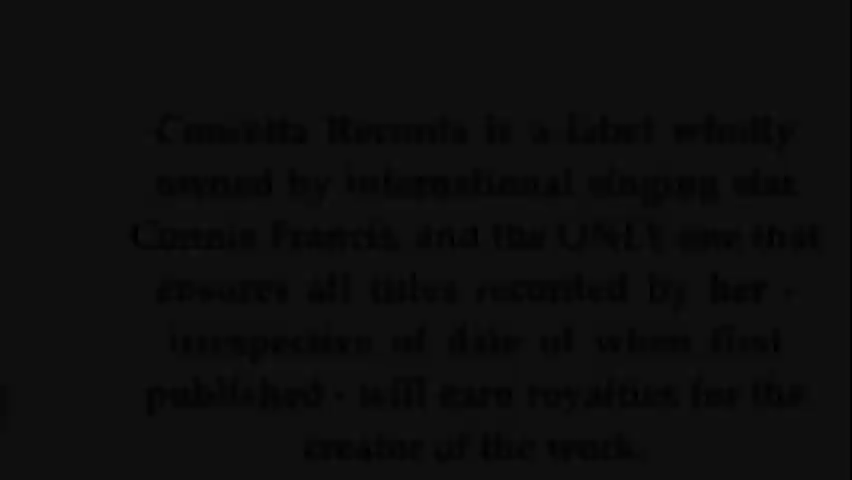 Concetta Records is a label wholly
owned by international singing star
Connie Francis, and the ONLY one that
ensures all titles recorded by her -
irrespective of date of when first
published - will earn royalties for the
creator of the work.